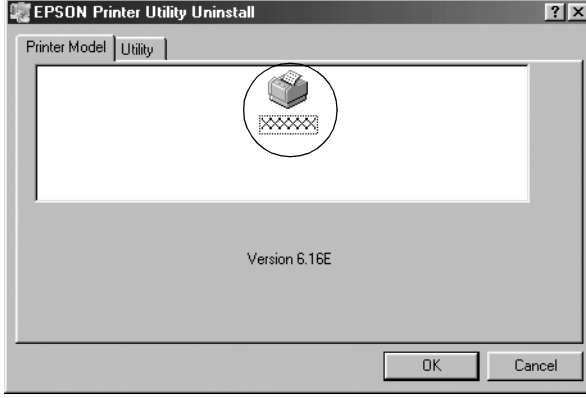 EPSON Printer Utility Uninstall
Printer Model Utility
Version 6.16E
OK Cancel